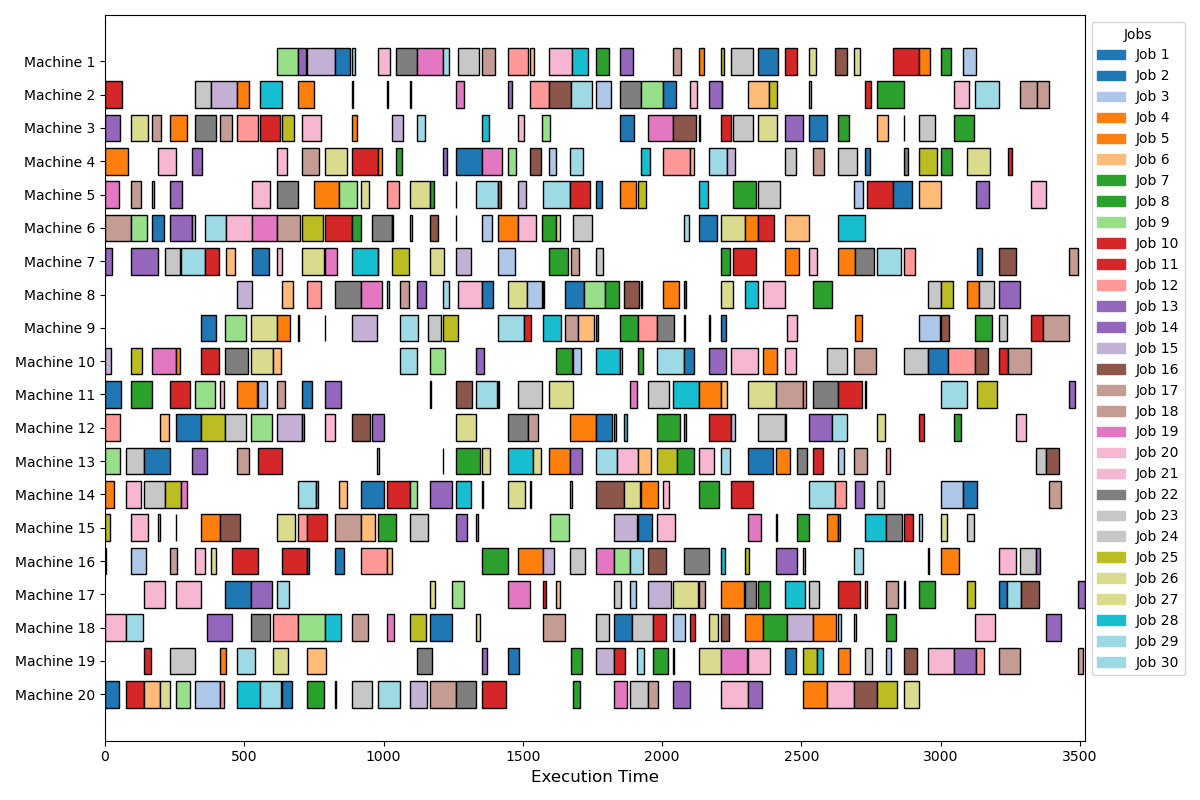 Machine 1
Machine 2
Machine 3
Machine 4
Machine 5
Machine 6
Machine 7
Machine 8
Machine 9
Machine 10
Machine 11
Machine 12
Machine 13
Machine 14
Machine 15
Machine 16
Machine 17
Machine 18
Machine 19
Machine 20
0 500 1000 1500 2000 2500 3000 3500
Execution Time
Jobs
Job 1
Job 2
Job 3
Job 4
Job 5
Job 6
Job 7
Job 8
Job 9
Job 10
Job 11
Job 12
Job 13
Job 14
Job 15
Job 16
Job 17
Job 18
Job 19
Job 20
Job 21
Job 22
Job 23
Job 24
Job 25
Job 26
Job 27
Job 28
Job 29
Job 30